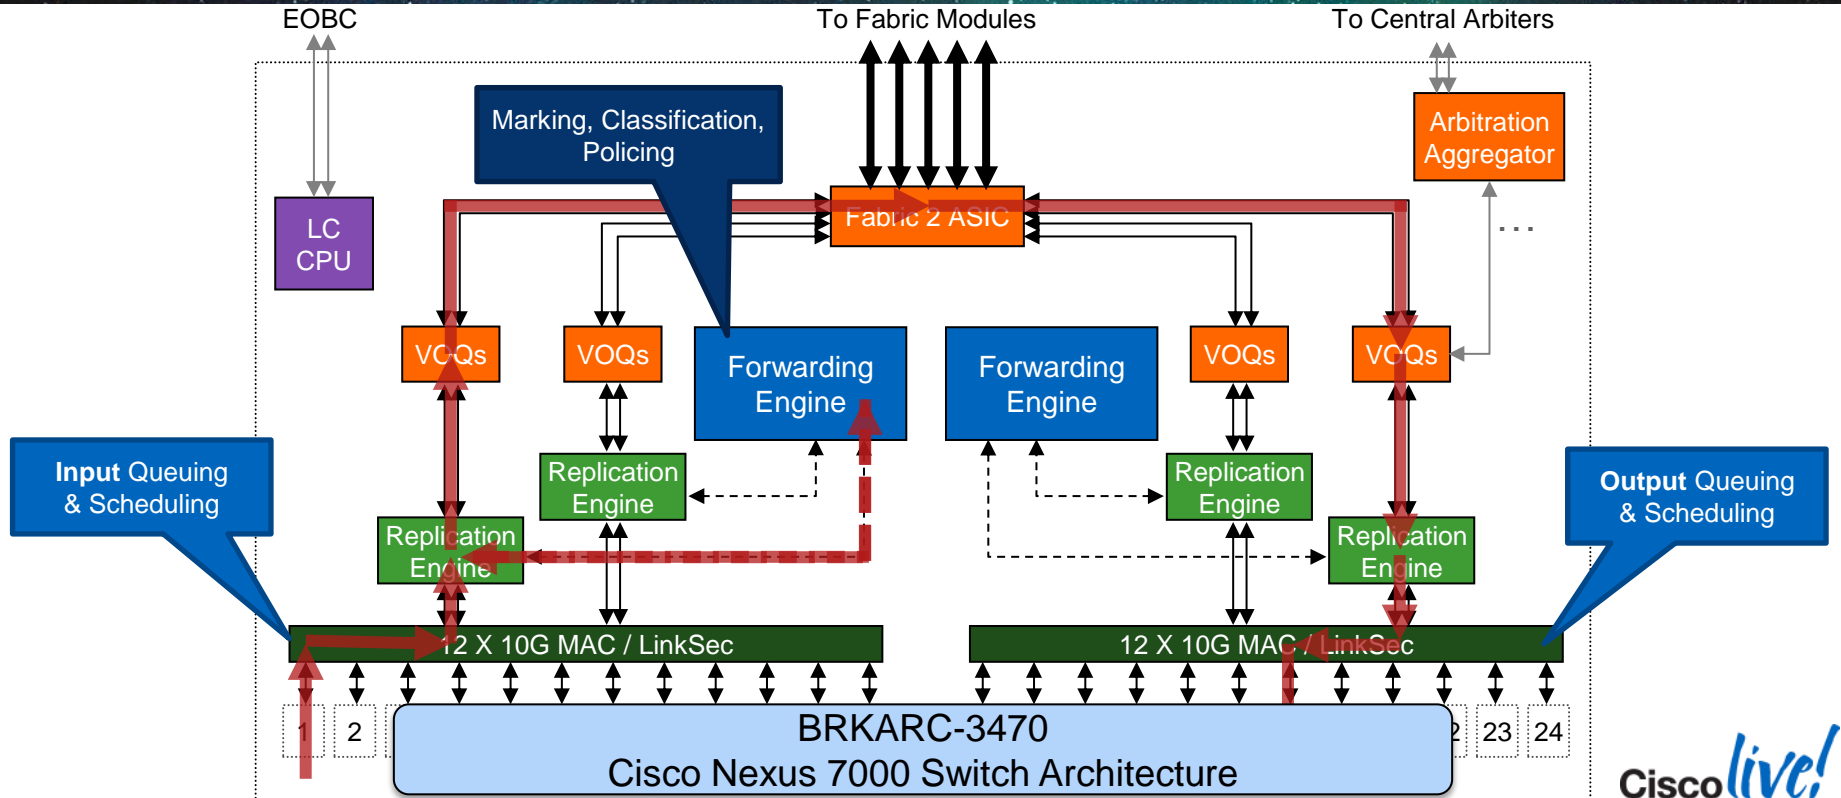 EOBC
To Fabric Modules
To Central Arbiters
Marking, Classification,
Policing
Arbitration
Aggregator
LC
CPU
Fabric 2 ASIC
...
VOQs
VOQs
Forwarding
Engine
Forwarding
Engine
VOQs
VOQs
Input Queuing
& Scheduling
Replication
Engine
Replication
Engine
Output Queuing
& Scheduling
Replication
Engine
Replication
Engine
12 X 10G MAC / LinkSec
12 X 10G MAC / LinkSec
1
2
2
23
24
BRKARC-3470
Cisco Nexus 7000 Switch Architecture
Cisco live!